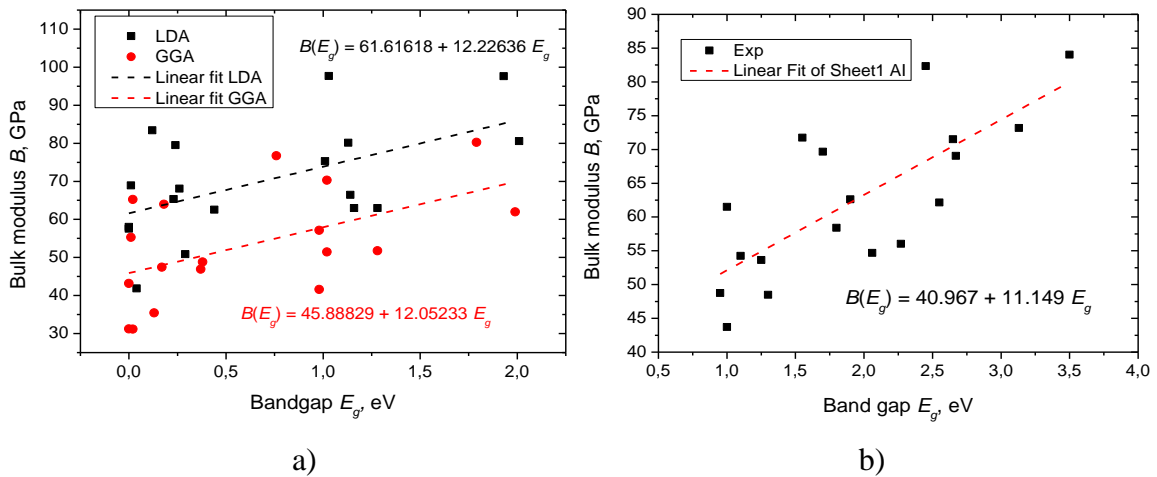 LDA
GGA
Linear fit LDA
Linear fit GGA
B(Eg) = 61.61618 + 12.22636 Eg
B(Eg) = 45.88829 + 12.05233 Eg
110
100
90
80
70
60
50
40
30
Bulk modulus B, GPa
0,0 0,5 1,0 1,5 2,0
Bandgap Eg, eV
a)
Exp
Linear Fit of Sheet1 AI
B(Eg) = 40.967 + 11.149 Eg
90
85
80
75
70
65
60
55
50
45
40
Bulk modulus B, GPa
0,5 1,0 1,5 2,0 2,5 3,0 3,5 4,0
Band gap Eg, eV
b)